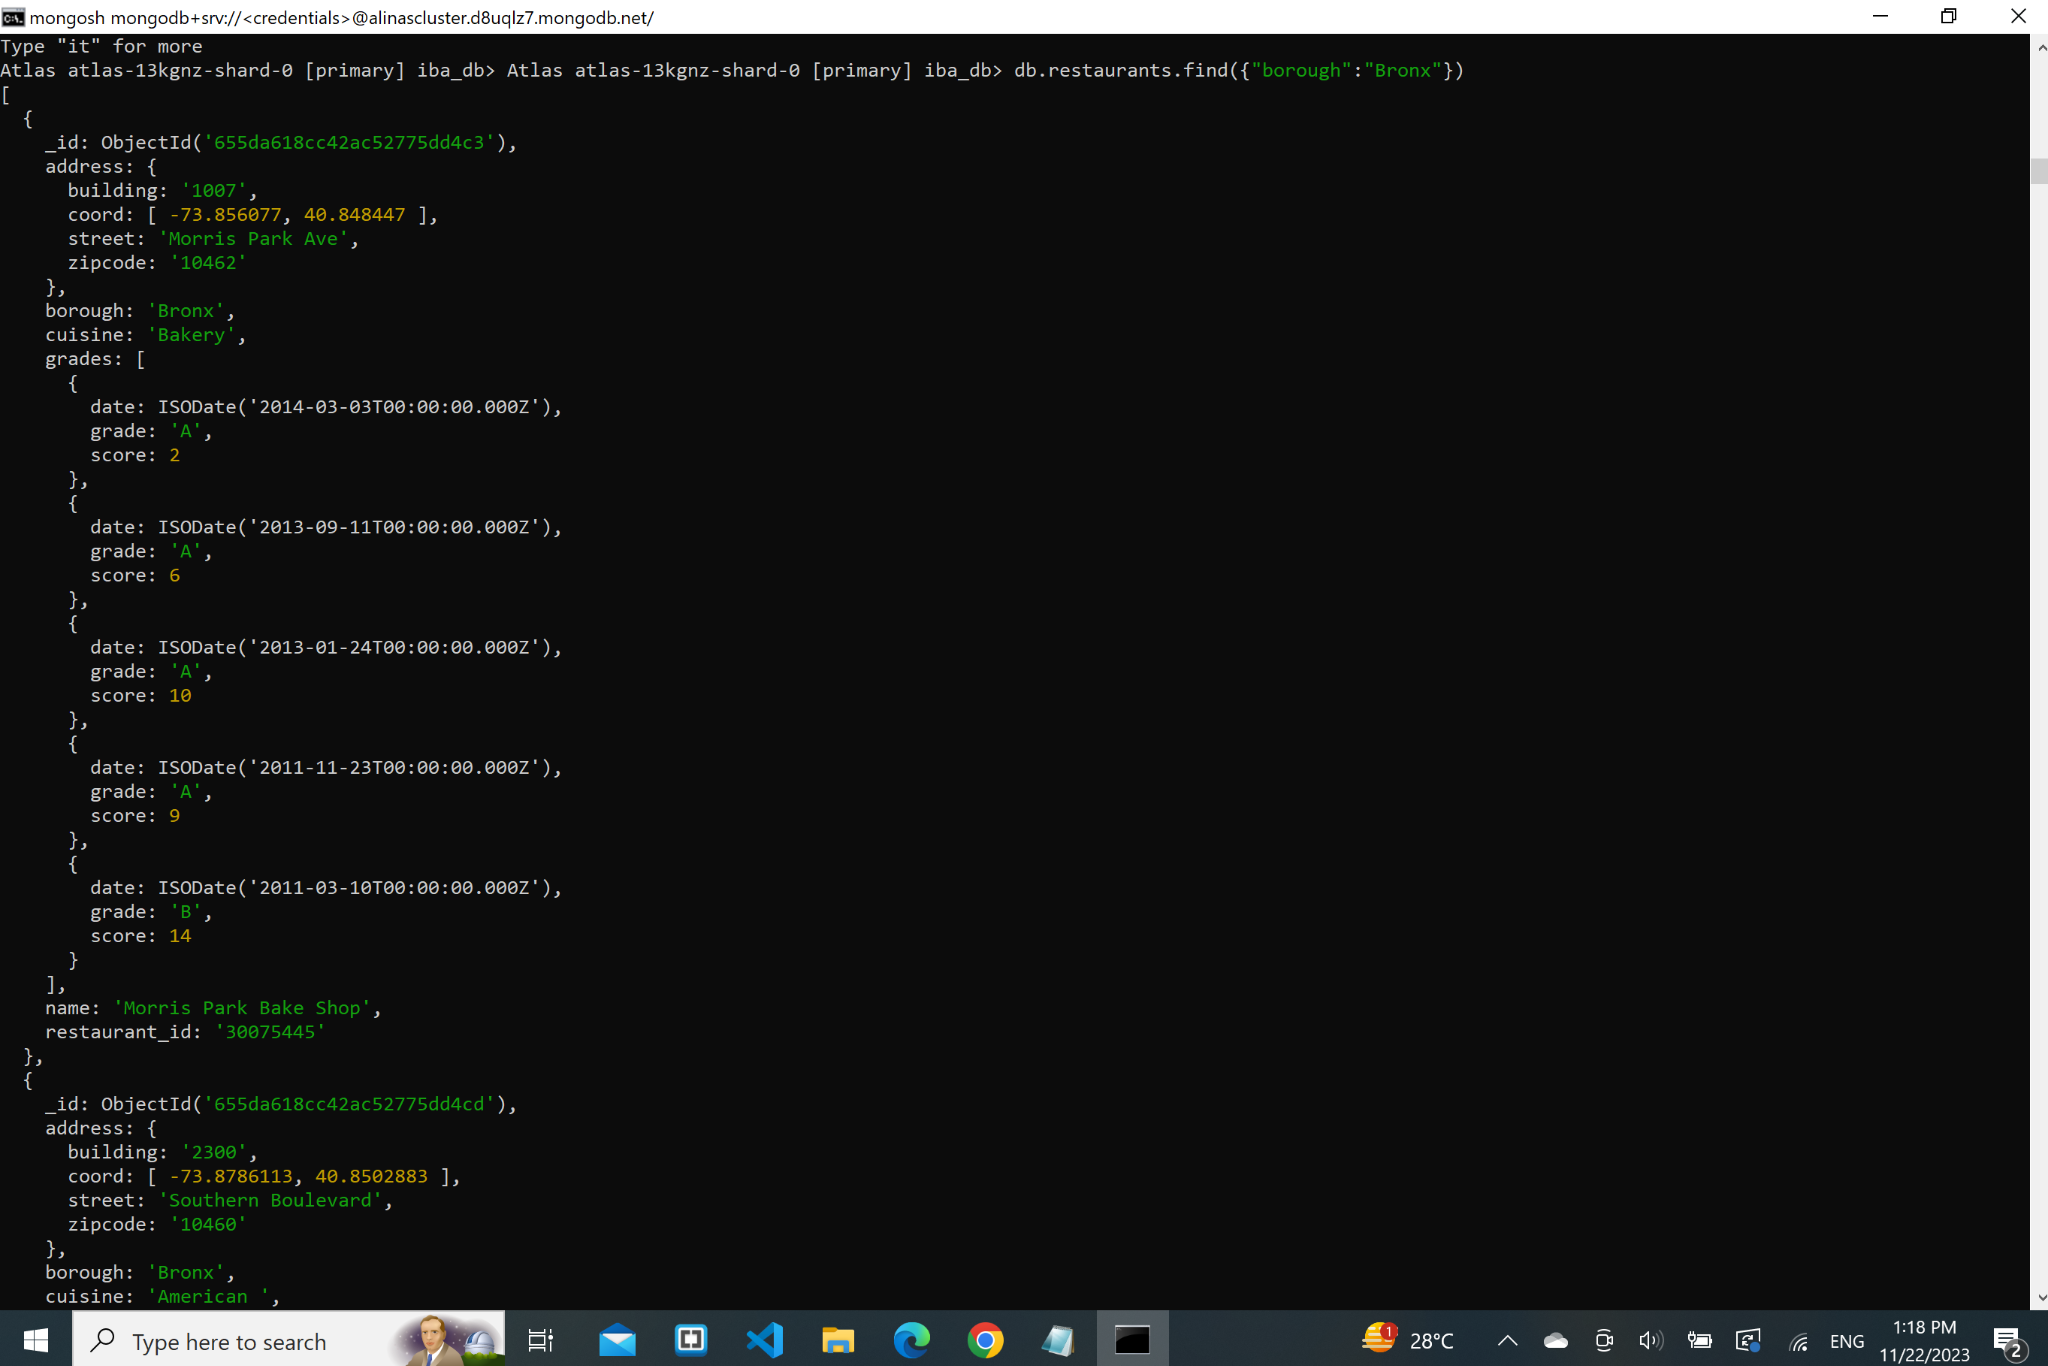 mongosh mongodb+srv://<credentials>@alinascluster.d8uqlz7.mongodb.net/
Type "it" for more
Atlas atlas-13kgnz-shard-0 [primary] iba_db> Atlas atlas-13kgnz-shard-0 [primary] iba_db> db.restaurants.find({"borough":"Bronx"})
[
  {
    _id: ObjectId('655da618cc42ac52775dd4c3'),
    address: {
      building: '1007',
      coord: [ -73.856077, 40.848447 ],
      street: 'Morris Park Ave',
      zipcode: '10462'
    },
    borough: 'Bronx',
    cuisine: 'Bakery',
    grades: [
      {
        date: ISODate('2014-03-03T00:00:00.000Z'),
        grade: 'A',
        score: 2
      },
      {
        date: ISODate('2013-09-11T00:00:00.000Z'),
        grade: 'A',
        score: 6
      },
      {
        date: ISODate('2013-01-24T00:00:00.000Z'),
        grade: 'A',
        score: 10
      },
      {
        date: ISODate('2011-11-23T00:00:00.000Z'),
        grade: 'A',
        score: 9
      },
      {
        date: ISODate('2011-03-10T00:00:00.000Z'),
        grade: 'B',
        score: 14
      }
    ],
    name: 'Morris Park Bake Shop',
    restaurant_id: '30075445'
  },
  {
    _id: ObjectId('655da618cc42ac52775dd4cd'),
    address: {
      building: '2300',
      coord: [ -73.8786113, 40.8502883 ],
      street: 'Southern Boulevard',
      zipcode: '10460'
    },
    borough: 'Bronx',
    cuisine: 'American ',
Type here to search
1
28°C
ENG
1:18 PM
11/22/2023
2